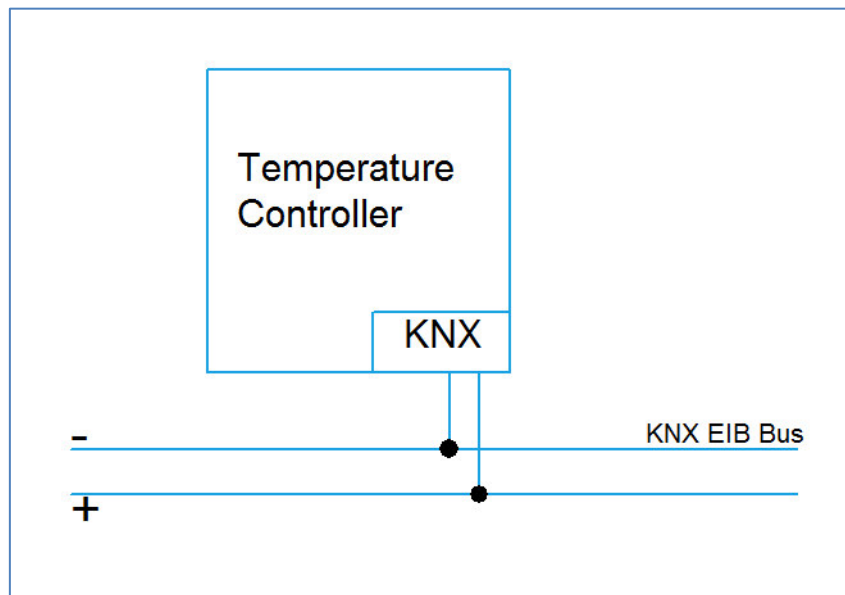 Temperature
Controller
KNX
-
KNX EIB Bus
+